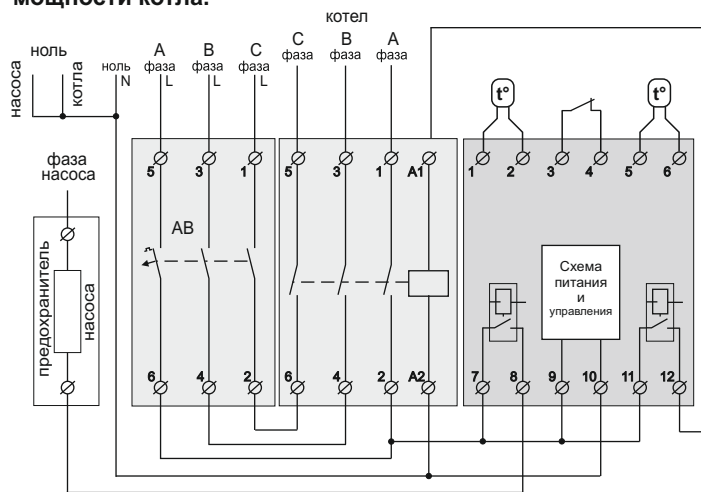 мощности котла.
котел
ноль
насоса
котла
ноль N
A фаза L
B фаза L
C фаза L
C фаза
B фаза
A фаза
фаза
насоса
t°
t°
5 3 1
5 3 1 A1
1 2 3 4 5 6
AB
предохранитель
насоса
Схема
питания
и
управления
6 4 2
6 4 2 A2
7 8 9 10 11 12